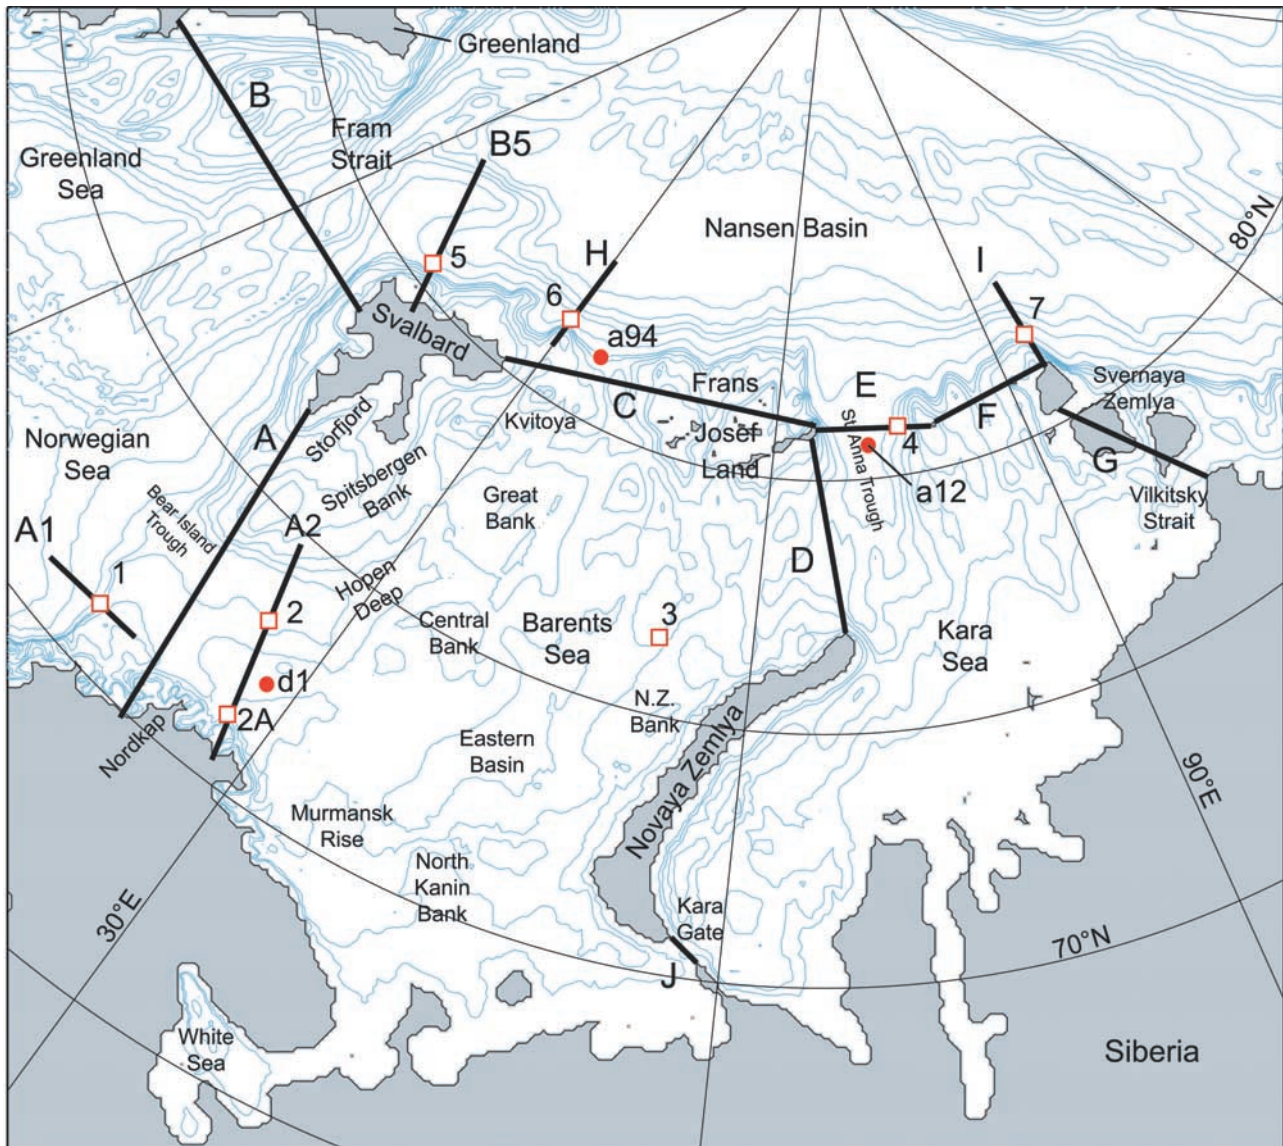 Greenland
B
Fram
Strait
B5
Greenland
Sea
80°N
Nansen Basin
H
I
5
6
7
Svalbard
a94
Frans
E
Svernaya
Zemlya
C
F
Kvitoya
Josef
Land
St. Anna Trough
4
G
Norwegian
Sea
A
Storfjord
Spitsbergen
Bank
Great
Bank
a12
Vilkitsky
Strait
Bear Island
Trough
A1
A2
1
Hopen
Deep
D
2
Central
Bank
Barents
Sea
3
Kara
Sea
d1
2A
N.Z.
Bank
Nordkap
Eastern
Basin
Novaya Zemlya
90°E
Murmansk
Rise
North
Kanin
Bank
30°E
Kara
Gate
70°N
J
White
Sea
Siberia